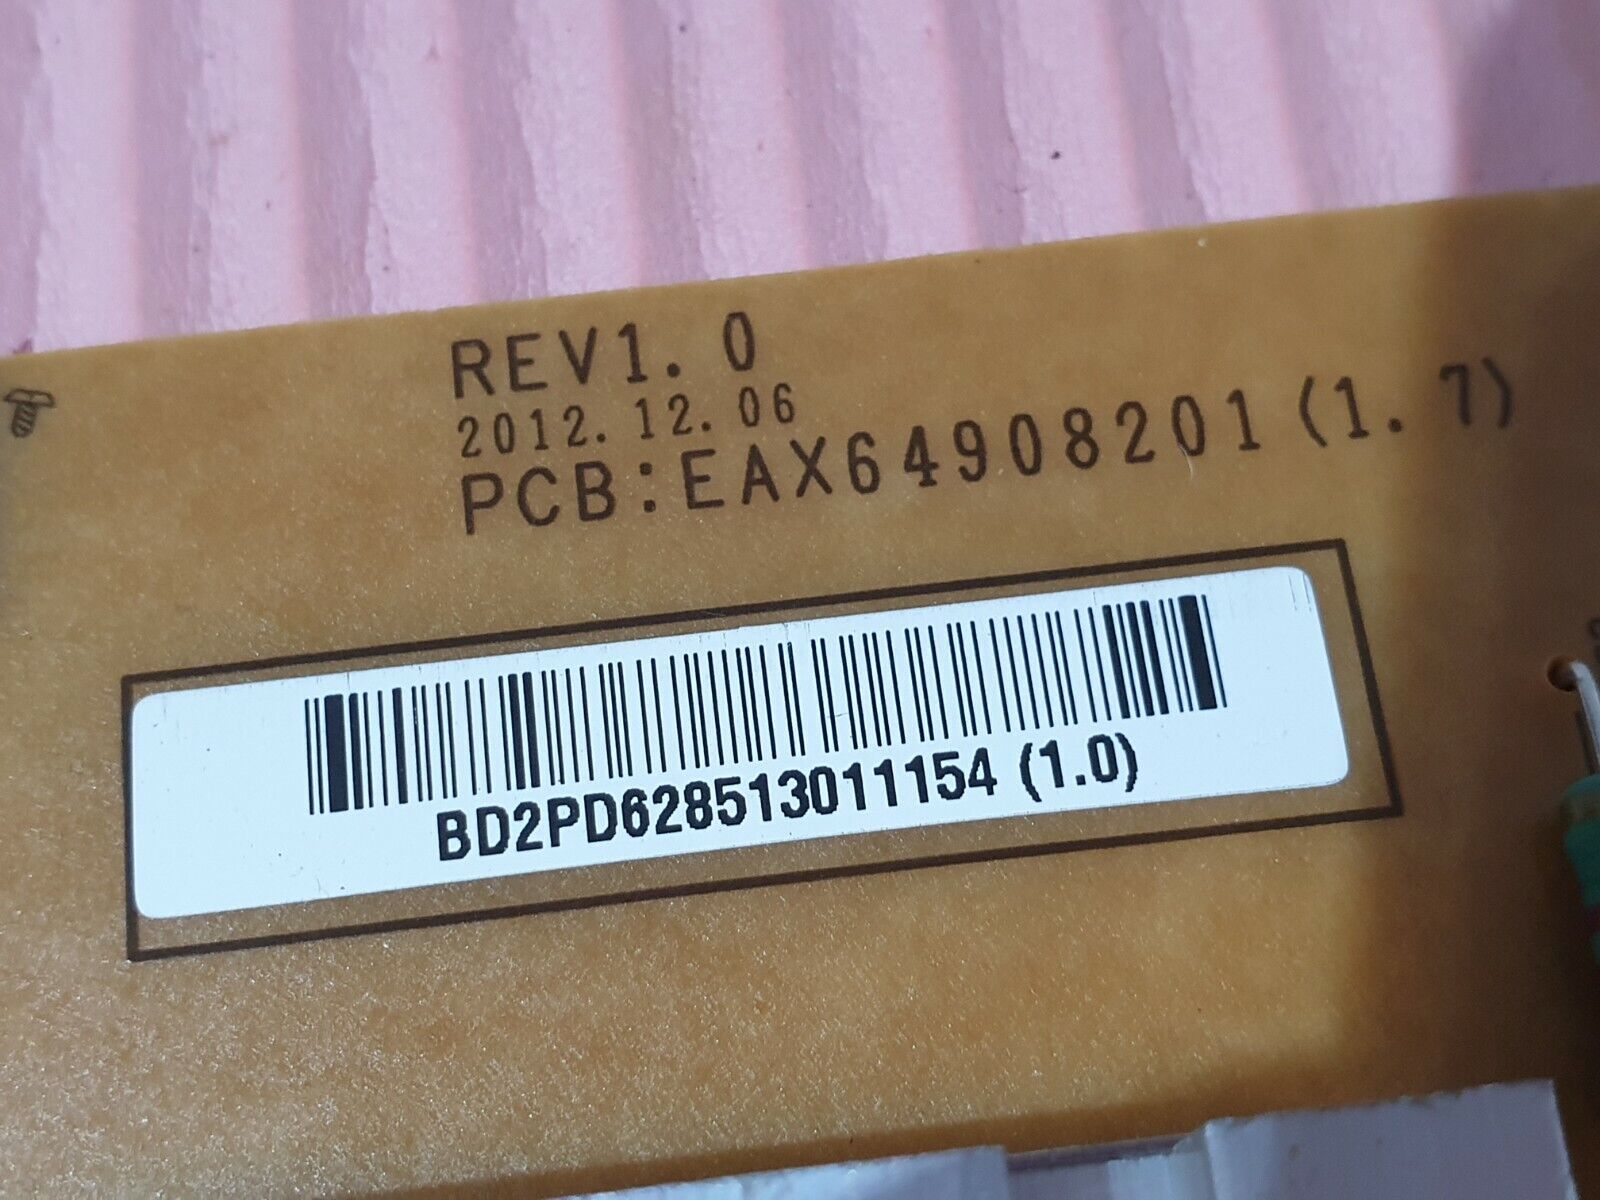 REV1.0
2012.12.06
PCB:EAX64908201(1.7)
BD2PD628513011154 (1.0)